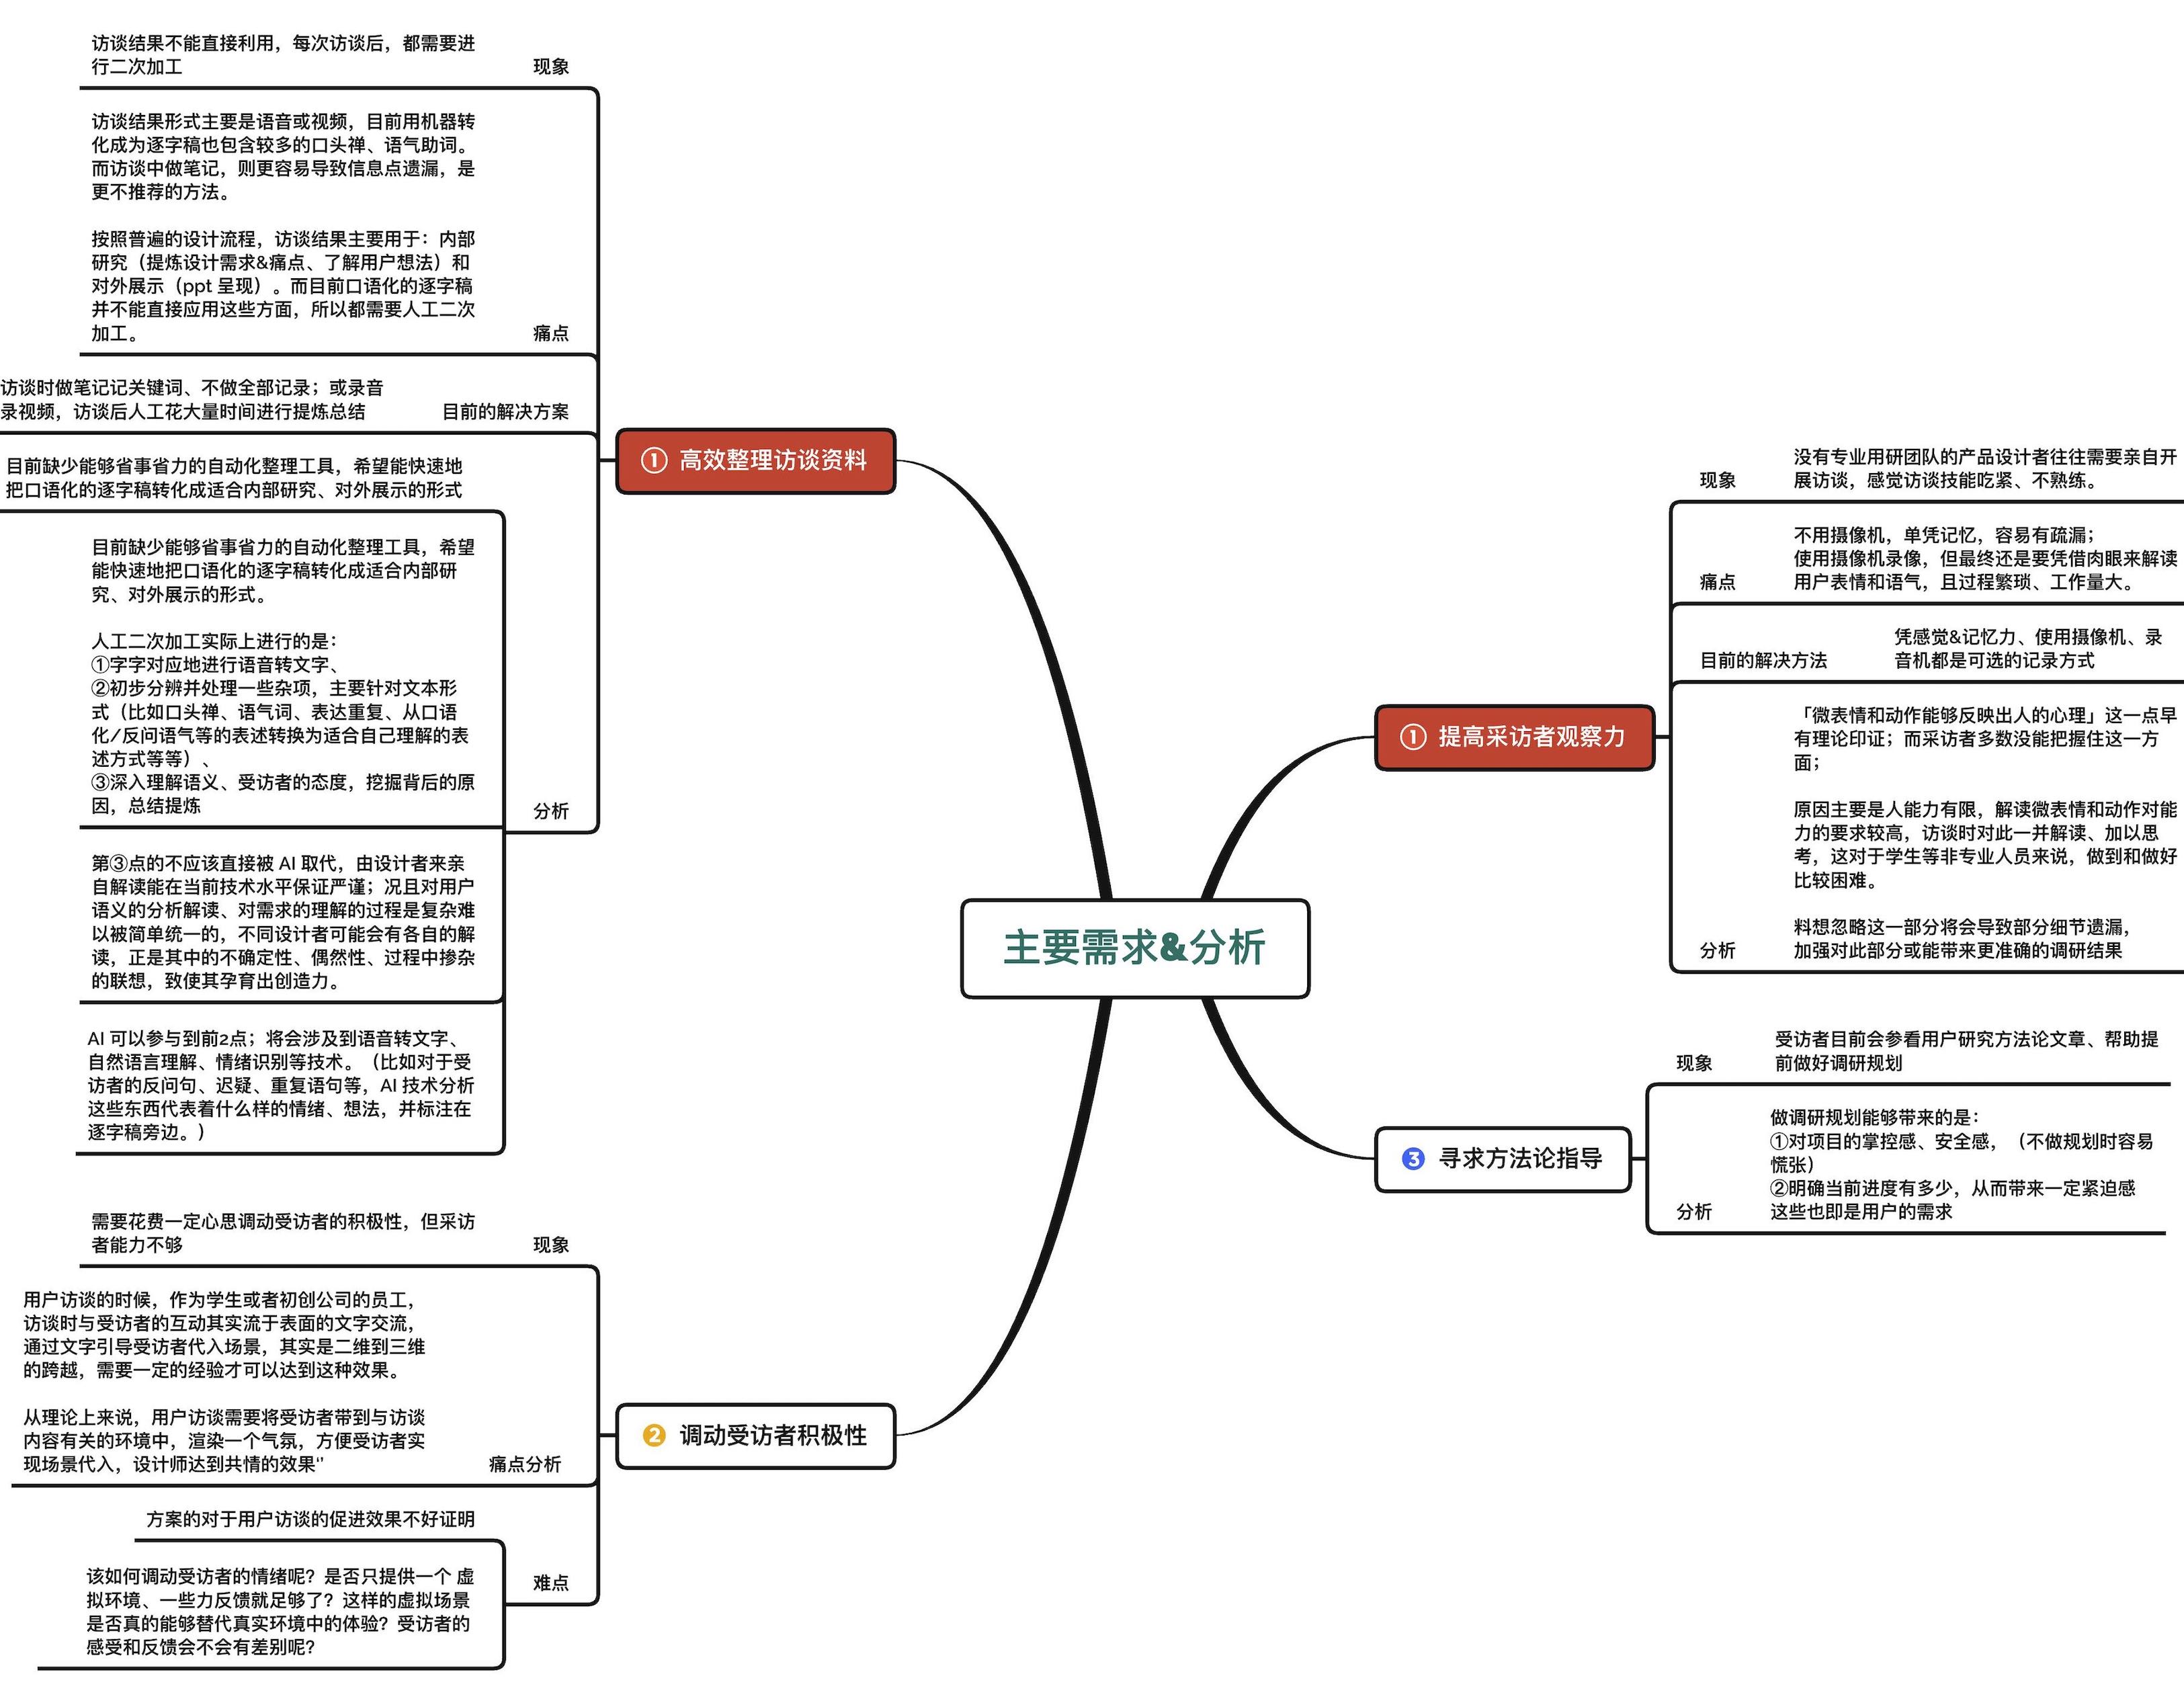 主要需求&分析
① 高效整理访谈资料
现象
访谈结果不能直接利用，每次访谈后，都需要进
行二次加工
痛点
访谈结果形式主要是语音或视频，目前用机器转
化成为逐字稿也包含较多的口头禅、语气助词。
而访谈中做笔记，则更容易导致信息点遗漏，是
更不推荐的方法。
按照普遍的设计流程，访谈结果主要用于：内部
研究（提炼设计需求&痛点、了解用户想法）和
对外展示（ppt 呈现）。而目前口语化的逐字稿
并不能直接应用这些方面，所以都需要人工二次
加工。
目前的解决方案
访谈时做笔记记关键词、不做全部记录；或录音
录视频，访谈后人工花大量时间进行提炼总结
分析
目前缺少能够省事省力的自动化整理工具，希望能快速地
把口语化的逐字稿转化成适合内部研究、对外展示的形式
目前缺少能够省事省力的自动化整理工具，希望
能快速地把口语化的逐字稿转化成适合内部研
究、对外展示的形式。
人工二次加工实际上进行的是：
①字字对应地进行语音转文字、
②初步分辨并处理一些杂项，主要针对文本形
式（比如口头禅、语气词、表达重复、从口语
化/反问语气等的表述转换为适合自己理解的表
述方式等等）、
③深入理解语义、受访者的态度，挖掘背后的原
因，总结提炼
第③点的不应该直接被 AI 取代，由设计者来亲
自解读能在当前技术水平保证严谨；况且对用户
语义的分析解读、对需求的理解的过程是复杂难
以被简单统一的，不同设计者可能会有各自的解
读，正是其中的不确定性、偶然性、过程中掺杂
的联想，致使其孕育出创造力。
AI 可以参与到前2点；将会涉及到语音转文字、
自然语言理解、情绪识别等技术。（比如对于受
访者的反问句、迟疑、重复语句等，AI 技术分析
这些东西代表着什么样的情绪、想法，并标注在
逐字稿旁边。）
2 调动受访者积极性
现象
需要花费一定心思调动受访者的积极性，但采访
者能力不够
痛点分析
用户访谈的时候，作为学生或者初创公司的员工，
访谈时与受访者的互动其实流于表面的文字交流，
通过文字引导受访者代入场景，其实是二维到三维
的跨越，需要一定的经验才可以达到这种效果。
从理论上来说，用户访谈需要将受访者带到与访谈
内容有关的环境中，渲染一个气氛，方便受访者实
现场景代入，设计师达到共情的效果‘’
难点
方案的对于用户访谈的促进效果不好证明
该如何调动受访者的情绪呢？是否只提供一个 虚
拟环境、一些力反馈就足够了？这样的虚拟场景
是否真的能够替代真实环境中的体验？受访者的
感受和反馈会不会有差别呢？
① 提高采访者观察力
现象
没有专业用研团队的产品设计者往往需要亲自开
展访谈，感觉访谈技能吃紧、不熟练。
痛点
不用摄像机，单凭记忆，容易有疏漏；
使用摄像机录像，但最终还是要凭借肉眼来解读
用户表情和语气，且过程繁琐、工作量大。
目前的解决方法
凭感觉&记忆力、使用摄像机、录
音机都是可选的记录方式
分析
「微表情和动作能够反映出人的心理」这一点早
有理论印证；而采访者多数没能把握住这一方
面；
原因主要是人能力有限，解读微表情和动作对能
力的要求较高，访谈时对此一并解读、加以思
考，这对于学生等非专业人员来说，做到和做好
比较困难。
料想忽略这一部分将会导致部分细节遗漏，
加强对此部分或能带来更准确的调研结果
3 寻求方法论指导
现象
受访者目前会参看用户研究方法论文章、帮助提
前做好调研规划
分析
做调研规划能够带来的是：
①对项目的掌控感、安全感，（不做规划时容易
慌张）
②明确当前进度有多少，从而带来一定紧迫感
这些也即是用户的需求